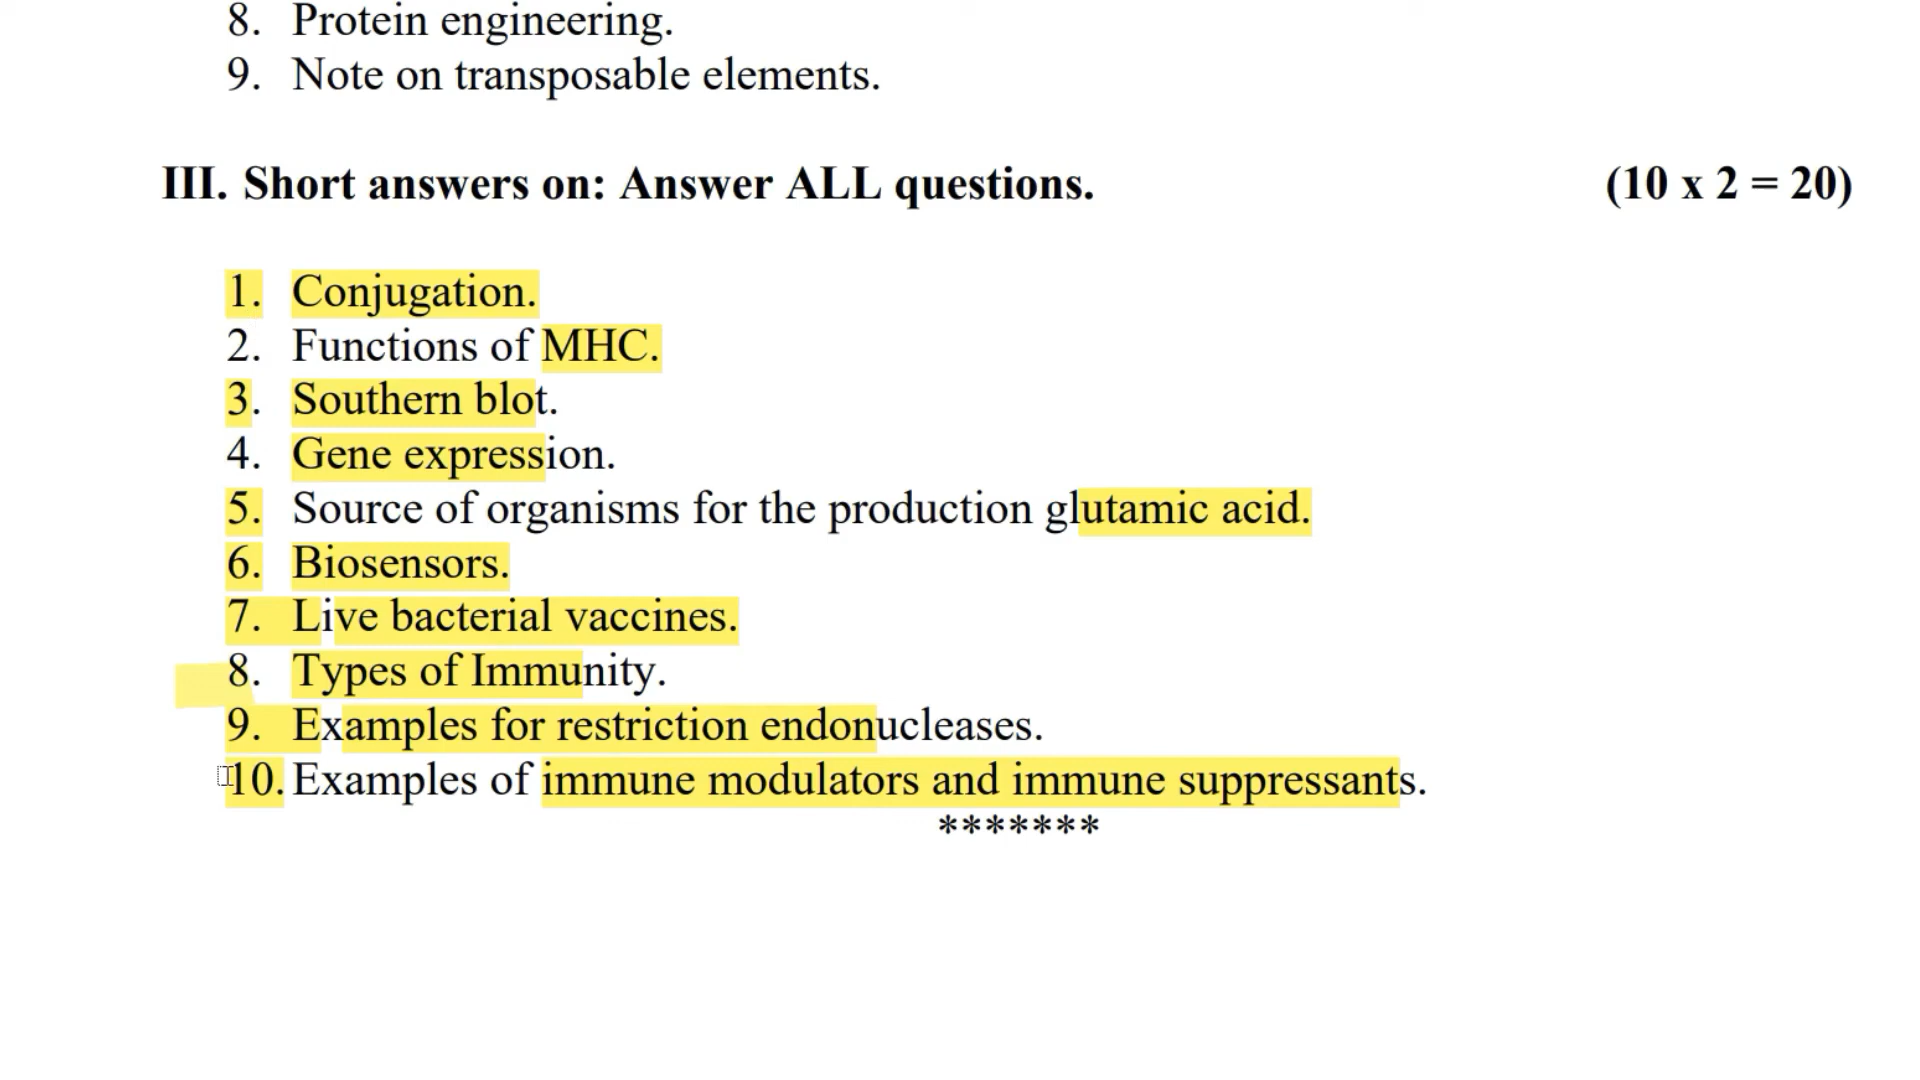 8. Protein engineering.
9. Note on transposable elements.
III. Short answers on: Answer ALL questions. (10 x 2 = 20)
1. Conjugation.
2. Functions of MHC.
3. Southern blot.
4. Gene expression.
5. Source of organisms for the production glutamic acid.
6. Biosensors.
7. Live bacterial vaccines.
8. Types of Immunity.
9. Examples for restriction endonucleases.
10. Examples of immune modulators and immune suppressants.
*******